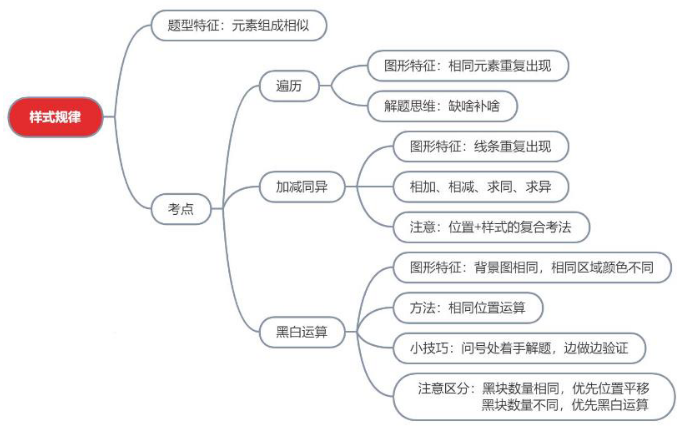 样式规律
题型特征：元素组成相似
考点
遍历
图形特征：相同元素重复出现
解题思维：缺啥补啥
加减同异
图形特征：线条重复出现
相加、相减、求同、求异
注意：位置+样式的复合考法
黑白运算
图形特征：背景图相同，相同区域颜色不同
方法：相同位置运算
小技巧：问号处着手解题，边做边验证
注意区分：黑块数量相同，优先位置平移
黑块数量不同，优先黑白运算